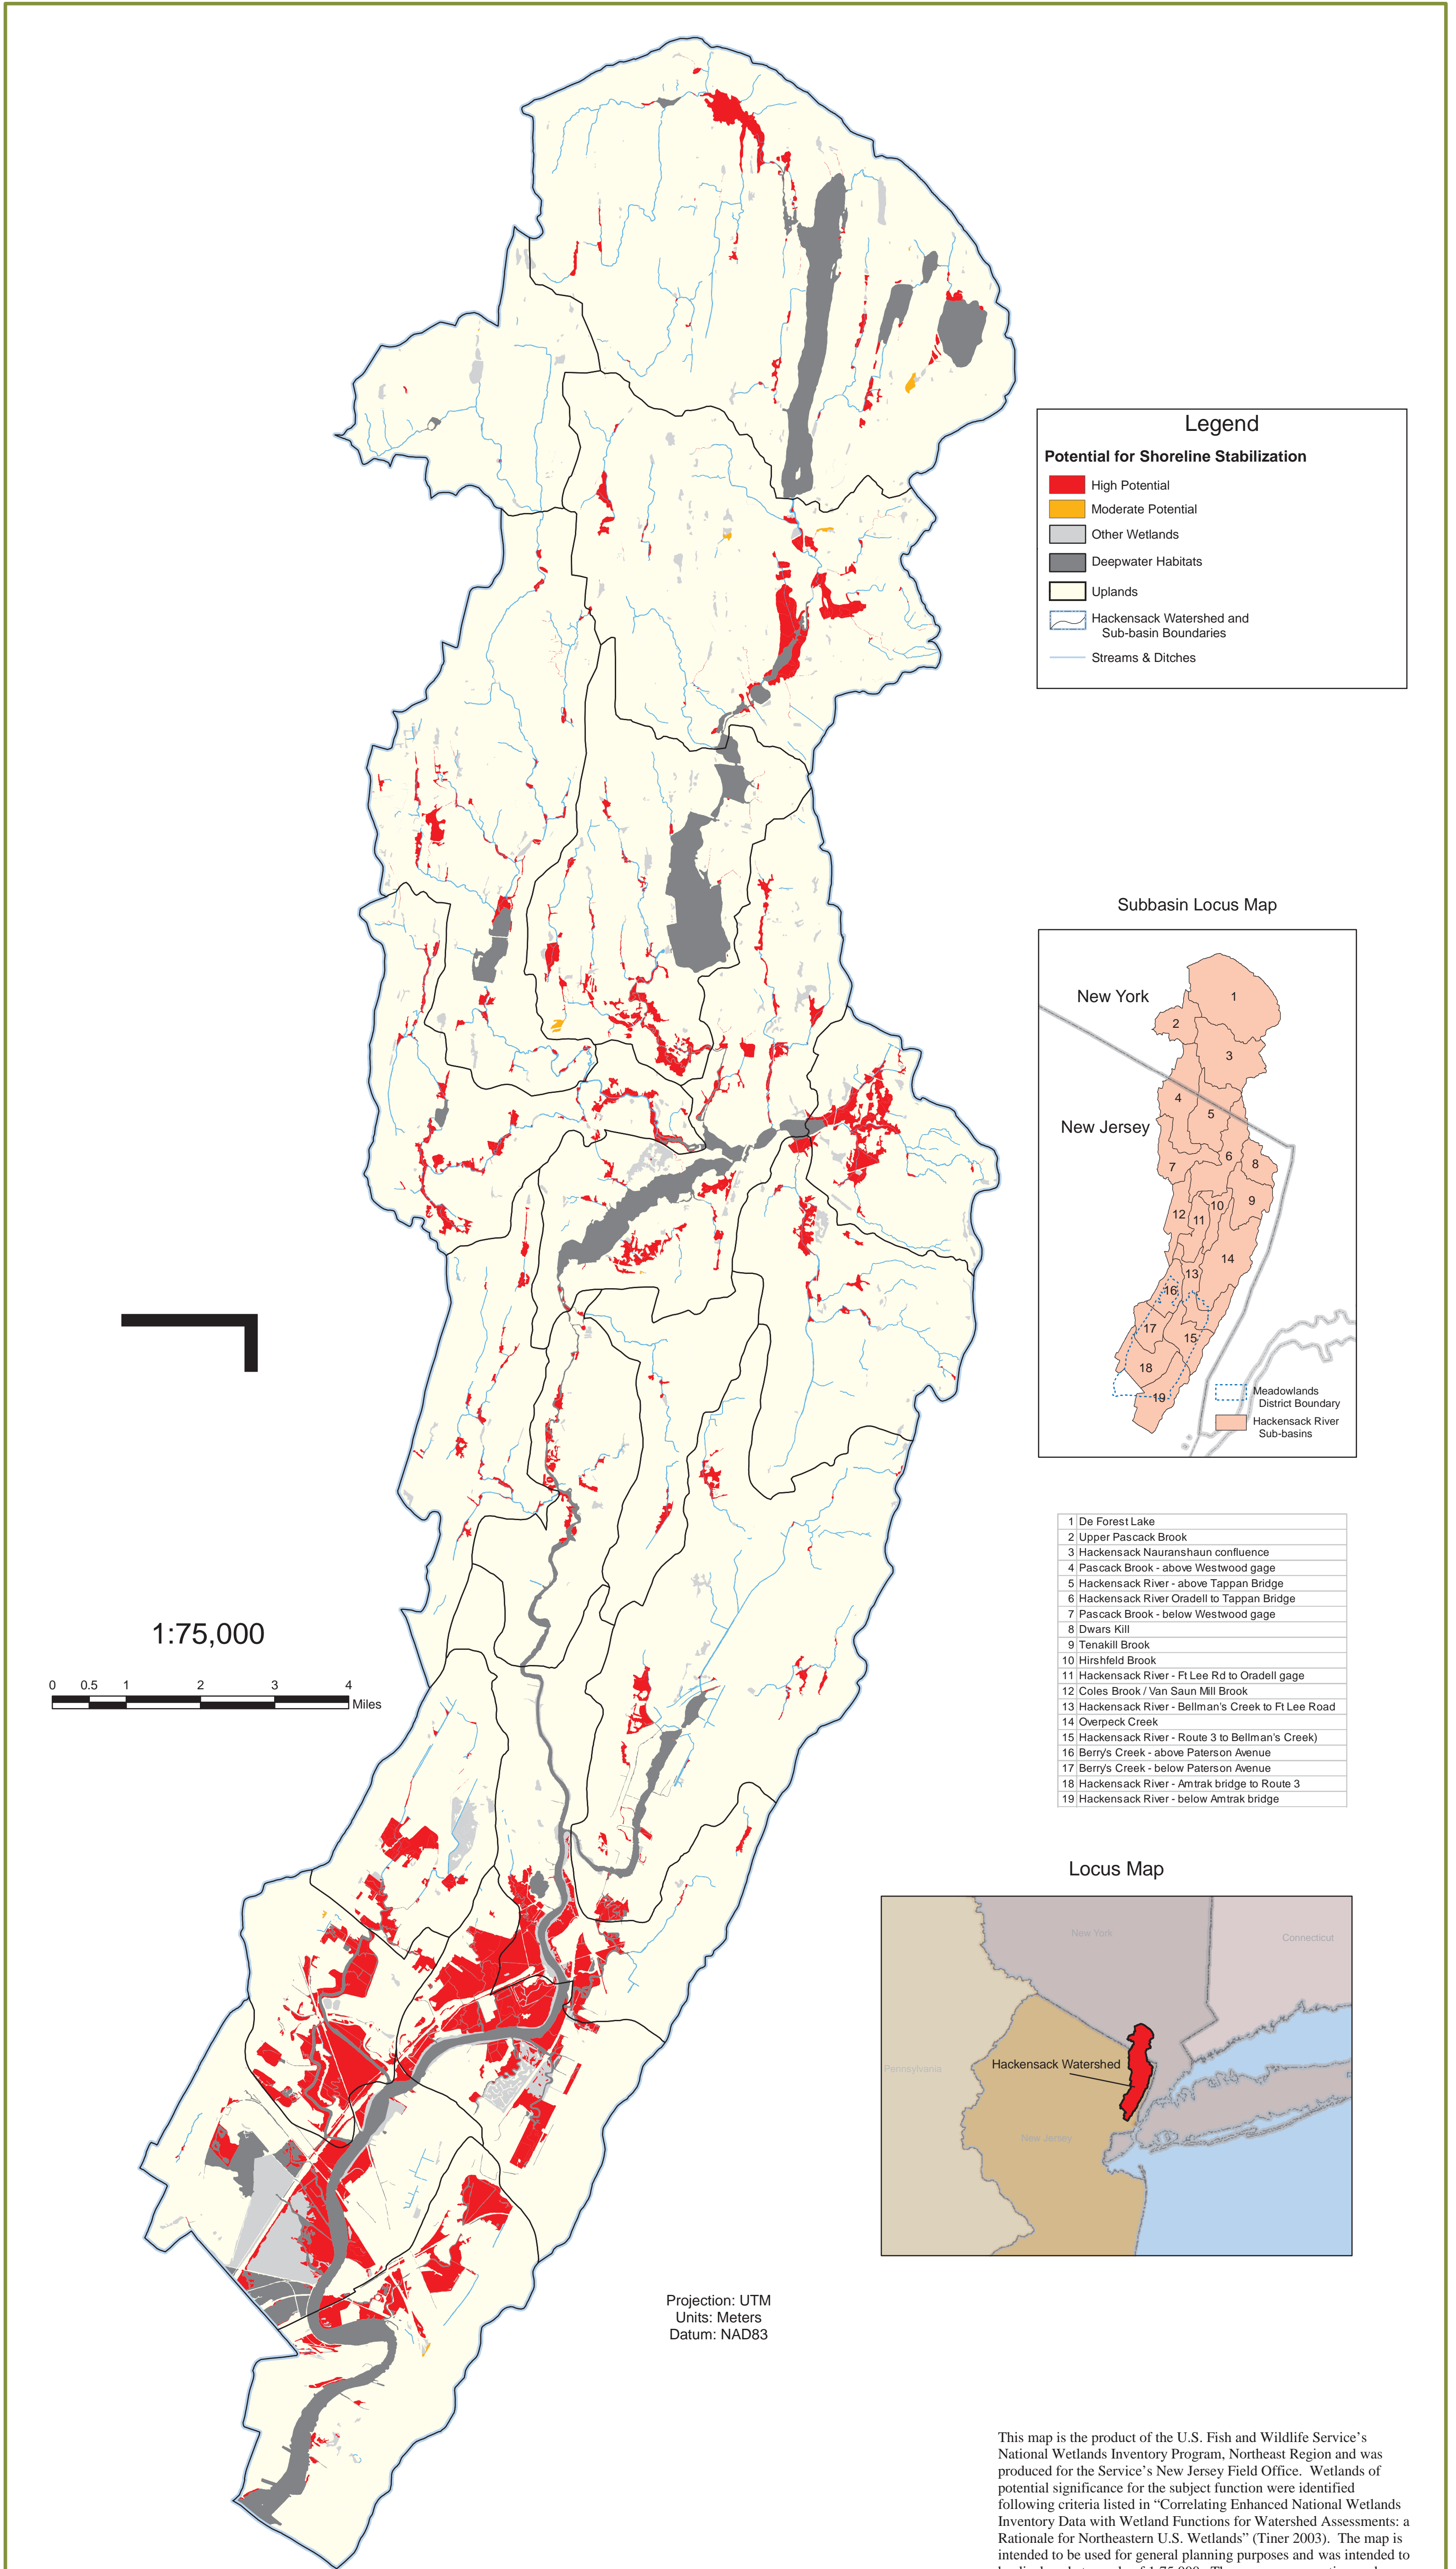 Legend
Potential for Shoreline Stabilization
High Potential
Moderate Potential
Other Wetlands
Deepwater Habitats
Uplands
Hackensack Watershed and
Sub-basin Boundaries
Streams & Ditches
Subbasin Locus Map
New York
New Jersey
1
2
3
4
5
6
7
8
9
10
11
12
13
14
15
16
17
18
19
Meadowlands
District Boundary
Hackensack River
Sub-basins
1 De Forest Lake
2 Upper Pascack Brook
3 Hackensack Nauranshaun confluence
4 Pascack Brook - above Westwood gage
5 Hackensack River - above Tappan Bridge
6 Hackensack River Oradell to Tappan Bridge
7 Pascack Brook - below Westwood gage
8 Dwars Kill
9 Tenakill Brook
10 Hirshfeld Brook
11 Hackensack River - Ft Lee Rd to Oradell gage
12 Coles Brook / Van Saun Mill Brook
13 Hackensack River - Bellman's Creek to Ft Lee Road
14 Overpeck Creek
15 Hackensack River - Route 3 to Bellman's Creek)
16 Berry's Creek - above Paterson Avenue
17 Berry's Creek - below Paterson Avenue
18 Hackensack River - Amtrak bridge to Route 3
19 Hackensack River - below Amtrak bridge
1:75,000
0 0.5 1 2 3 4
Miles
Locus Map
New York
Connecticut
Pennsylvania
Hackensack Watershed
New Jersey
Projection: UTM
Units: Meters
Datum: NAD83
This map is the product of the U.S. Fish and Wildlife Service's
National Wetlands Inventory Program, Northeast Region and was
produced for the Service's New Jersey Field Office. Wetlands of
potential significance for the subject function were identified
following criteria listed in “Correlating Enhanced National Wetlands
Inventory Data with Wetland Functions for Watershed Assessments: a
Rationale for Northeastern U.S. Wetlands” (Tiner 2003). The map is
intended to be used for general planning purposes and was intended to